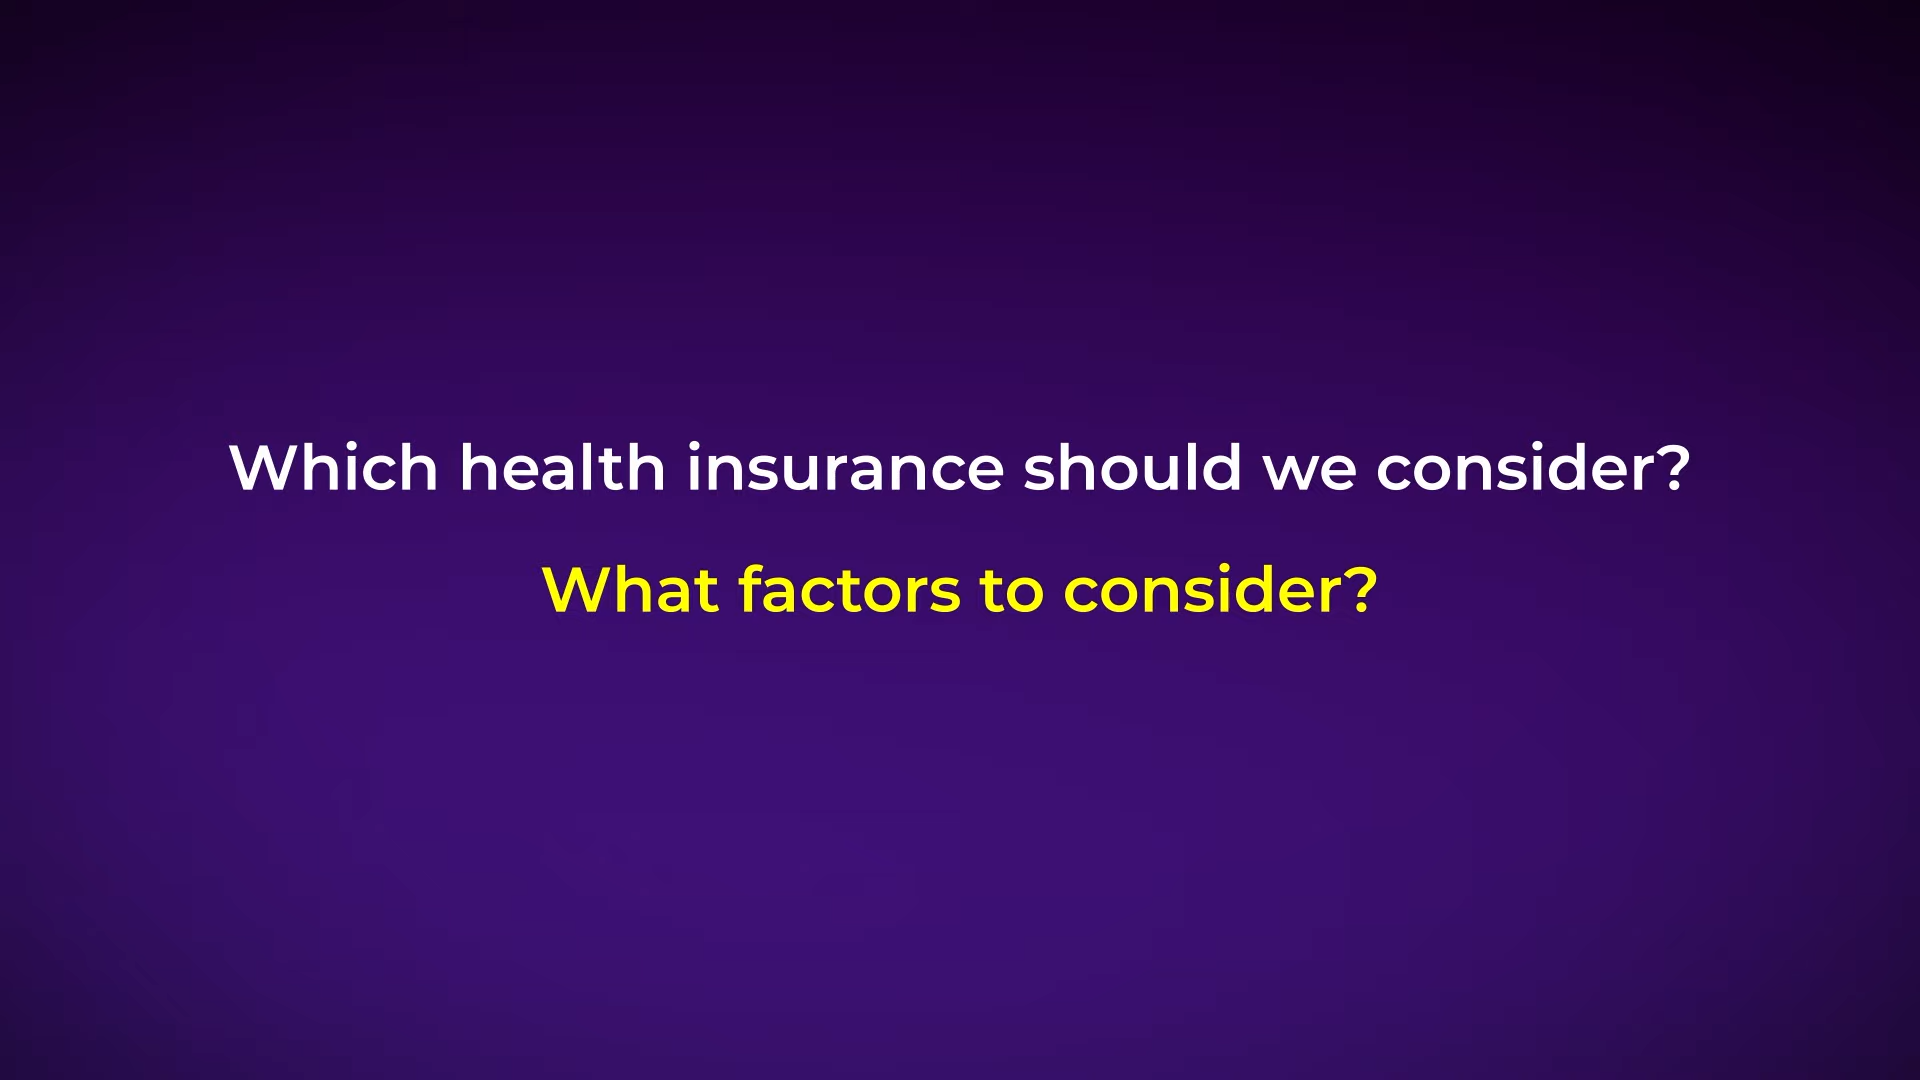 Which health insurance should we consider?
What factors to consider?